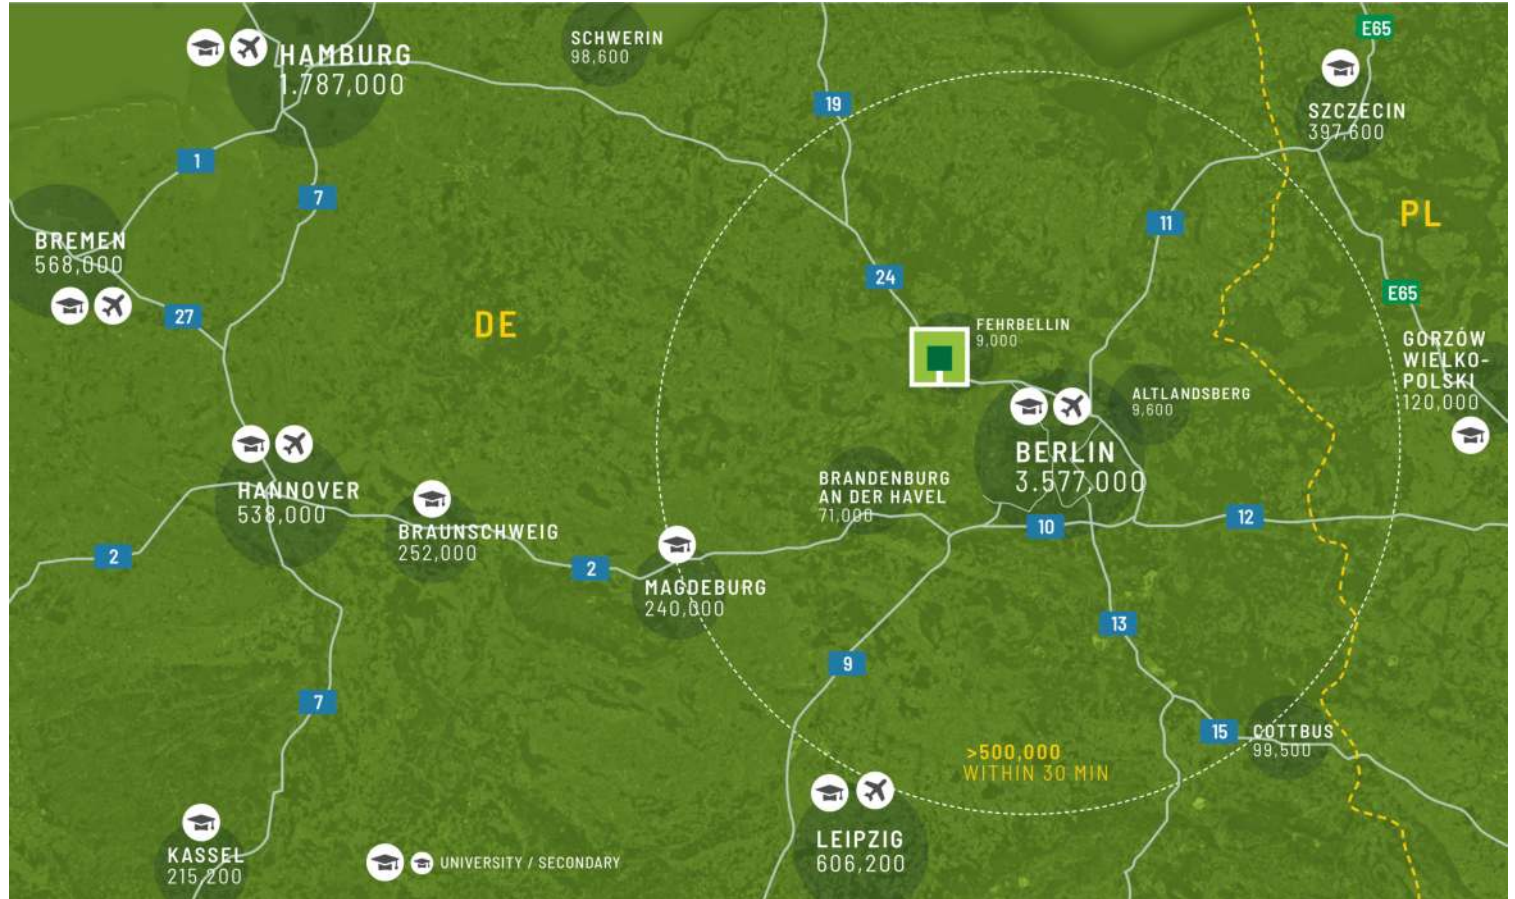 HAMBURG
1.787,000
SCHWERIN
98,600
E65
SZCZECIN
397,600
19
1
7
BREMEN
568,000
27
DE
11
PL
24
E65
FEHRBELLIN
9,000
GORZÓW
WIELKO-
POLSKI
120,000
ALTLANDSBERG
9,600
BERLIN
3.577,000
HANNOVER
538,000
BRAUNSCHWEIG
252,000
BRANDENBURG
AN DER HAVEL
71,000
2
2
10
12
MAGDEBURG
240,000
13
9
7
15
COTTBUS
99,500
>500,000
WITHIN 30 MIN
LEIPZIG
606,200
KASSEL
215,200
UNIVERSITY / SECONDARY